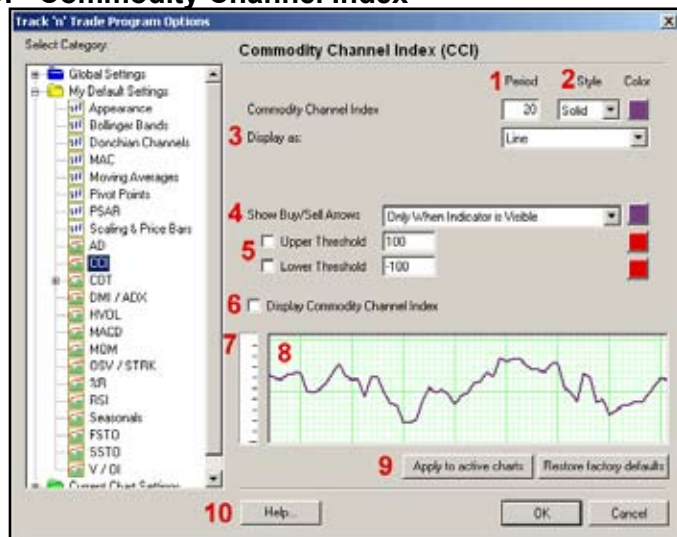 Commodity Channel Index
Track 'n' Trade Program Options
Select Category:
Global Settings
My Default Settings
Appearance
Bollinger Bands
Donchian Channels
MAC
Moving Averages
Pivot Points
PSAR
Scaling & Price Bars
AD
CCI
COT
DMI / ADX
HVOL
MACD
MOM
OSV / STRK
%R
RSI
Seasonals
FSTO
SSTO
V / OI
Current Chart Settings
Commodity Channel Index (CCI)
1 Period 2 Style Color
Commodity Channel Index 20 Solid
3 Display as: Line
4 Show Buy/Sell Arrows Only When Indicator is Visible
5 Upper Threshold 100
Lower Threshold -100
6 Display Commodity Channel Index
7 8
9 Apply to active charts Restore factory defaults
10 Help... OK Cancel